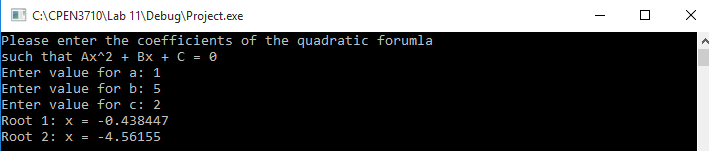 C:\CPEN3710\Lab 11\Debug\Project.exe
Please enter the coefficients of the quadratic forumla
such that Ax^2 + Bx + C = 0
Enter value for a: 1
Enter value for b: 5
Enter value for c: 2
Root 1: x = -0.438447
Root 2: x = -4.56155